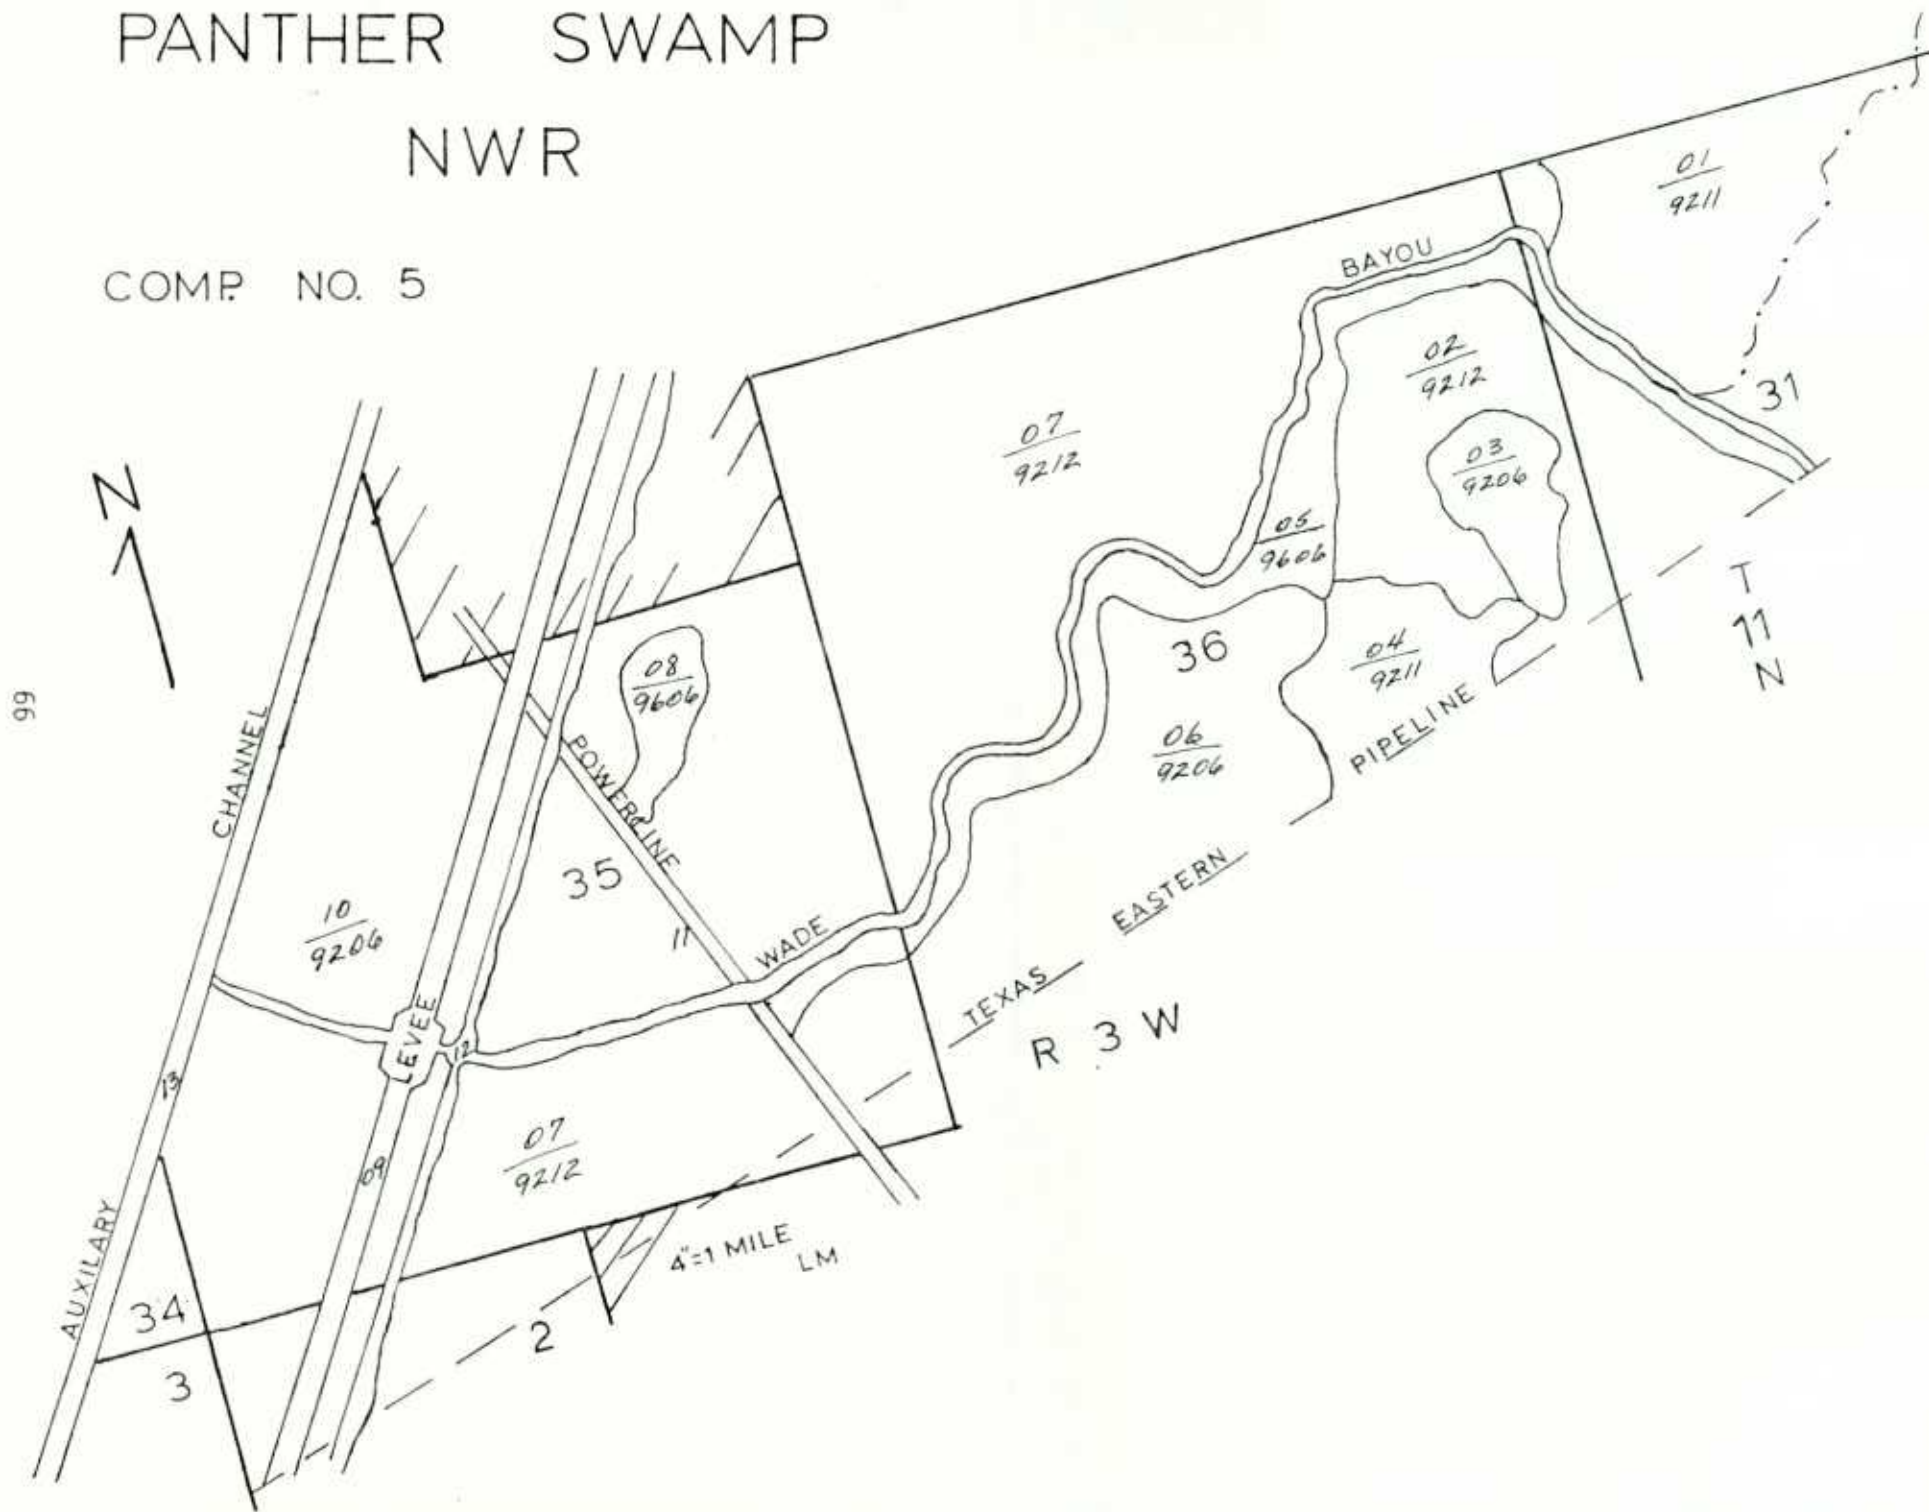 PANTHER SWAMP
NWR
COMP. NO. 5
01
9211
BAYOU
02
9212
31
07
9212
03
9206
N
05
9606
T
11
N
36
04
9211
08
9606
66
PIPELINE
06
9206
CHANNEL
POWERLINE
35
EASTERN
10
9206
11
WADE
TEXAS
R 3 W
LEVEE
12
13
07
9212
09
AUXILARY
4"=1 MILE
LM
34
2
3